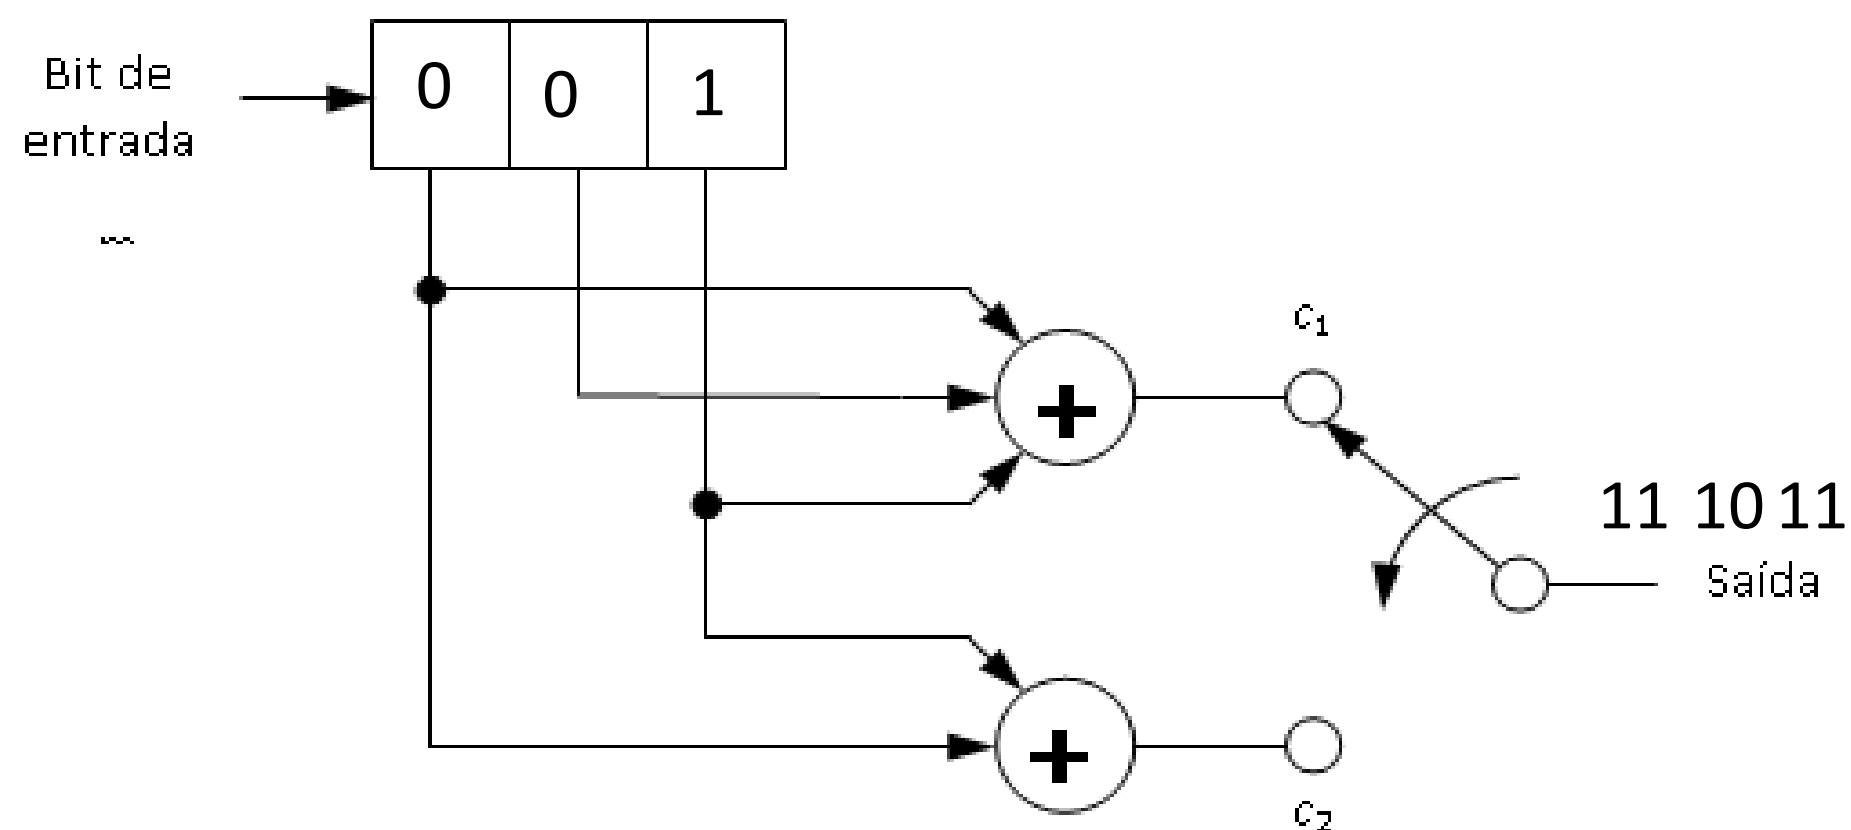 Bit de
entrada
0 0 1
+
c₁
11 10 11
Saída
+
c₂